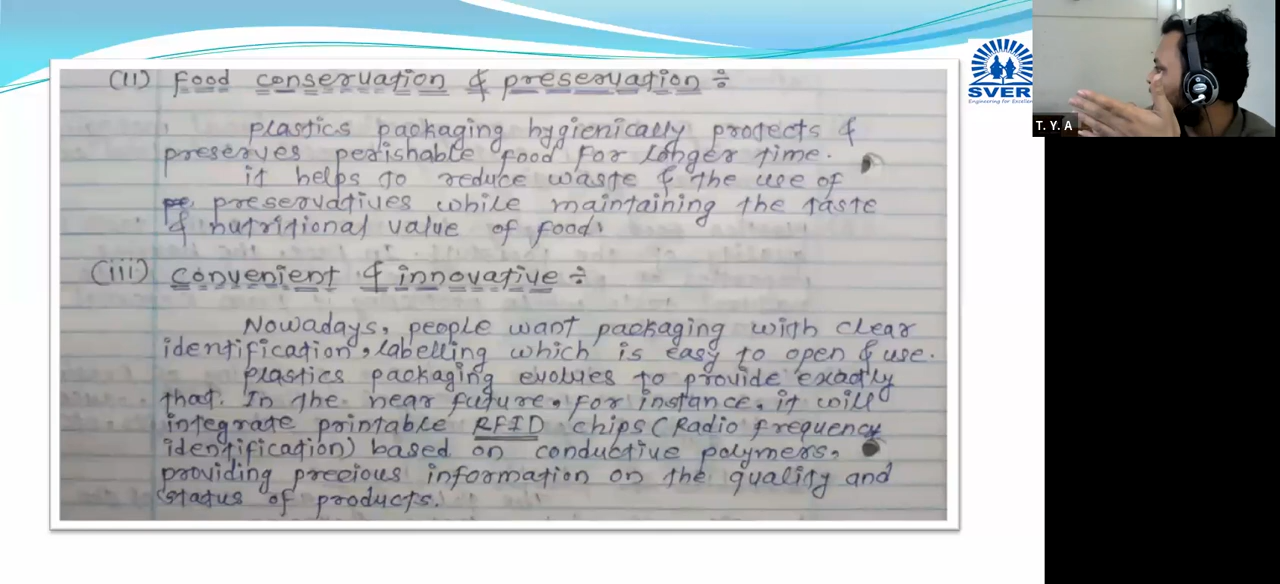 (ii) Food conservation & preservation ÷
Plastics packaging hygienically protects &
preserves perishable food for longer time.
it helps to reduce waste & the use of
pe preservatives while maintaining the taste
& nutritional value of food.
(iii) convenient & innovative ÷
Nowadays, people want packaging with clear
identification, labelling which is easy to open & use.
plastics packaging evolves to provide exactly
that. In the near future, for instance, it will
integrate printable RFID chips (Radio frequency
identification) based on conductive polymers,
providing precious information on the quality and
status of products.
SVER
Engineering for Excellen
T. Y. A